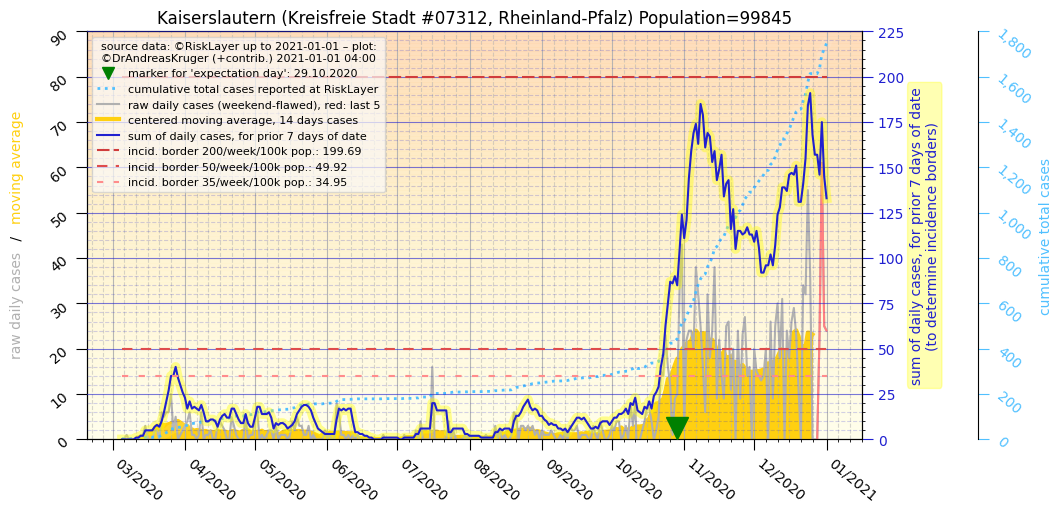 Kaiserslautern (Kreisfreie Stadt #07312, Rheinland-Pfalz) Population=99845
source data: ©RiskLayer up to 2021-01-01 – plot:
©DrAndreasKruger (+contrib.) 2021-01-01 04:00
marker for 'expectation day': 29.10.2020
cumulative total cases reported at RiskLayer
raw daily cases (weekend-flawed), red: last 5
centered moving average, 14 days cases
sum of daily cases, for prior 7 days of date
incid. border 200/week/100k pop.: 199.69
incid. border 50/week/100k pop.: 49.92
incid. border 35/week/100k pop.: 34.95
raw daily cases / moving average
90
80
70
60
50
40
30
20
10
0
225
200
175
150
125
100
75
50
25
0
sum of daily cases, for prior 7 days of date
(to determine incidence borders)
1,800
1,600
1,400
1,200
1,000
800
600
400
200
0
cumulative total cases
03/2020
04/2020
05/2020
06/2020
07/2020
08/2020
09/2020
10/2020
11/2020
12/2020
01/2021